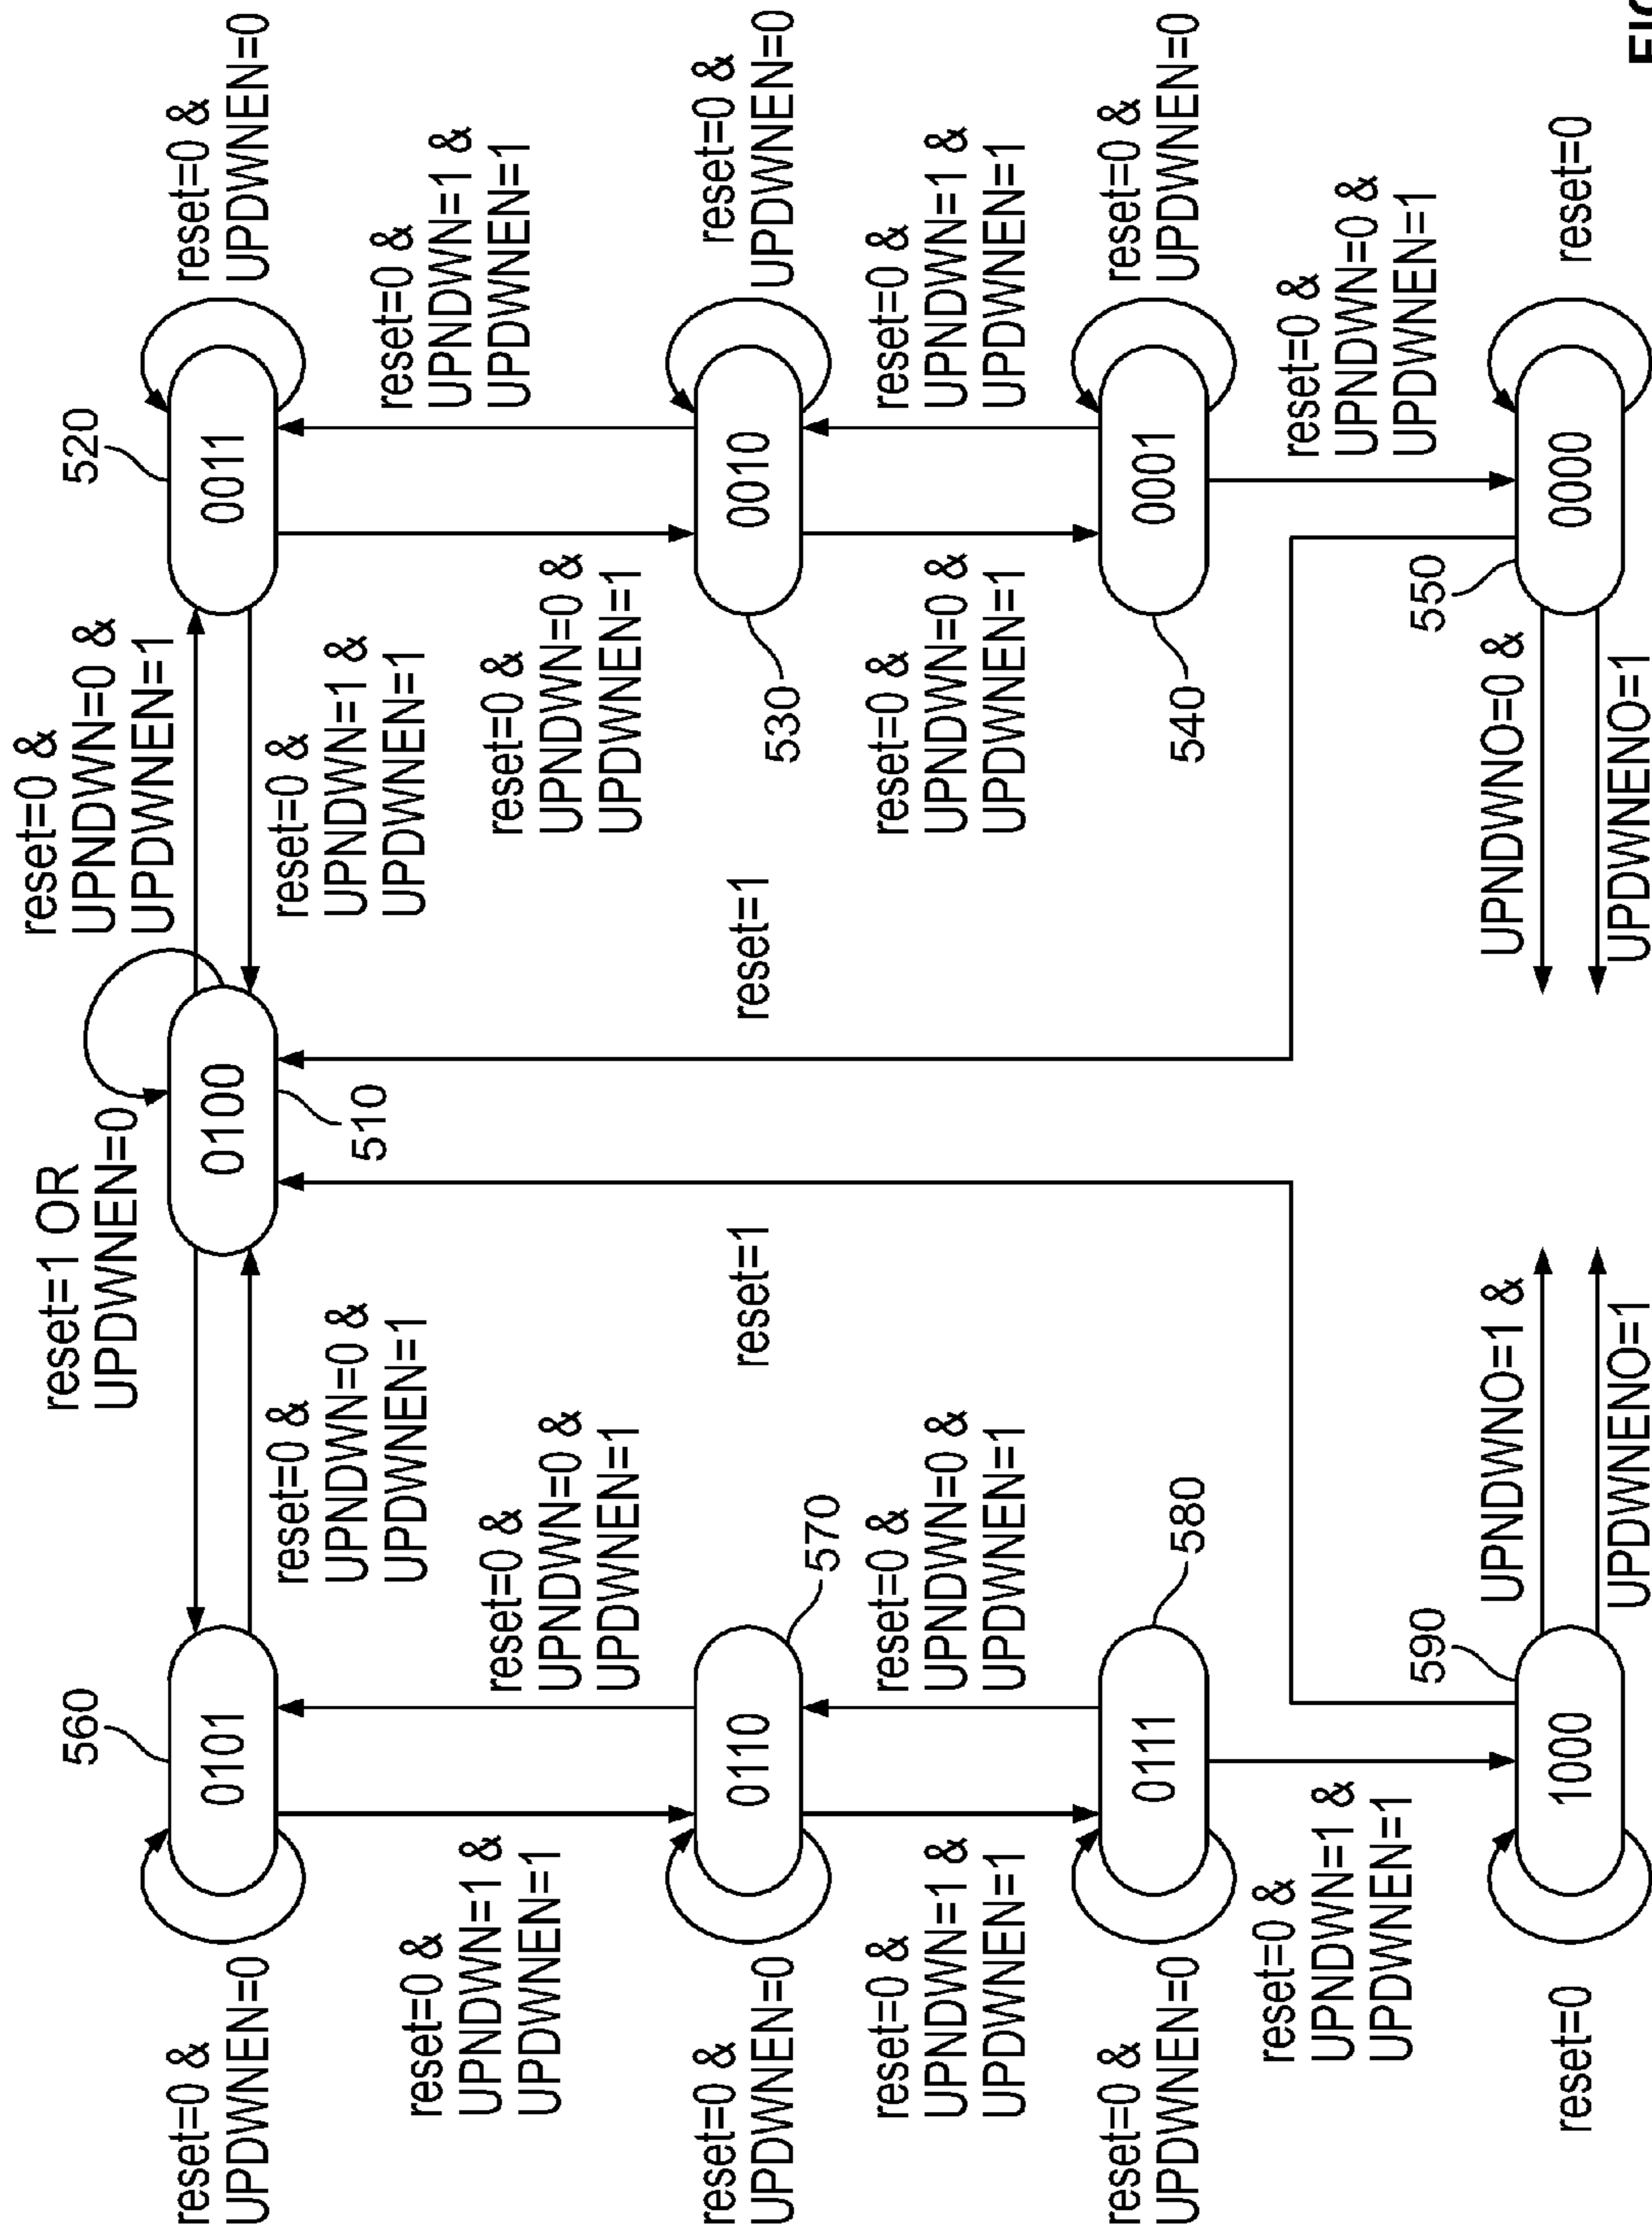 reset=0 &
UPDWNEN=0
560
0101
reset=1 OR
UPDWNEN=0
0100
510
reset=0 &
UPNDWN=0 &
UPDWNEN=1
520
0011
reset=0 &
UPDWNEN=0
reset=0 &
UPNDWN=0 &
UPDWNEN=1
reset=0 &
UPNDWN=1 &
UPDWNEN=1
reset=0 &
UPNDWN=1 &
UPDWNEN=1
reset=0 &
UPNDWN=0 &
UPDWNEN=1
reset=0 &
UPNDWN=0 &
UPDWNEN=1
reset=0 &
UPNDWN=1 &
UPDWNEN=1
reset=0 &
UPDWNEN=0
0110
570
reset=1
reset=1
530
0010
reset=0 &
UPDWNEN=0
reset=0 &
UPNDWN=1 &
UPDWNEN=1
reset=0 &
UPNDWN=0 &
UPDWNEN=1
reset=0 &
UPNDWN=0 &
UPDWNEN=1
reset=0 &
UPNDWN=1 &
UPDWNEN=1
reset=0 &
UPDWNEN=0
0111
580
540
0001
reset=0 &
UPDWNEN=0
reset=0 &
UPNDWN=1 &
UPDWNEN=1
reset=0 &
UPNDWN=0 &
UPDWNEN=1
reset=0
1000
590
UPNDWNO=1 &
UPDWNENO=1
UPNDWNO=0 &
UPDWNENO=1
550
0000
reset=0